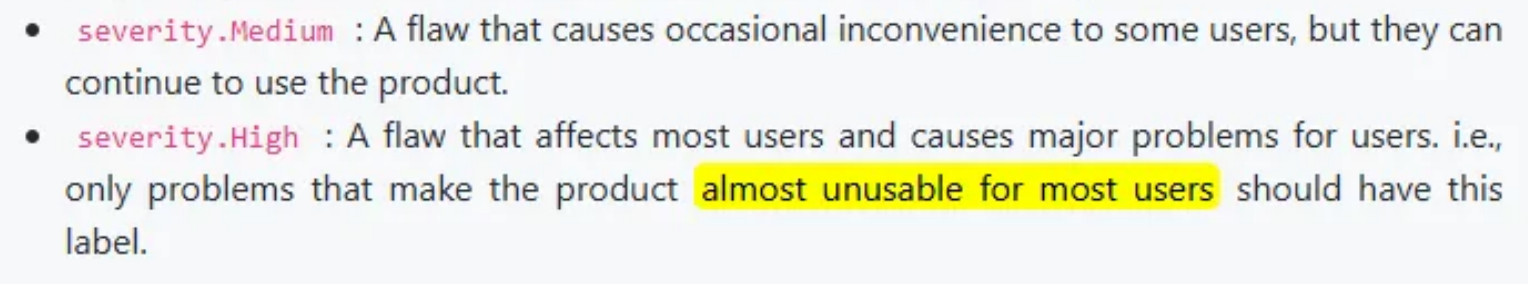 • severity.Medium : A flaw that causes occasional inconvenience to some users, but they can
continue to use the product.
• severity.High : A flaw that affects most users and causes major problems for users. i.e.,
only problems that make the product almost unusable for most users should have this
label.